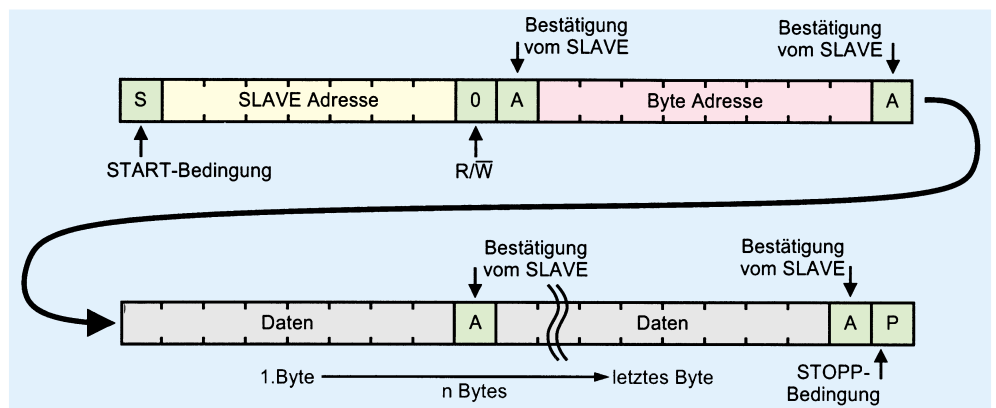 Bestätigung
vom SLAVE
Bestätigung
vom SLAVE
S SLAVE Adresse 0 A Byte Adresse A
START-Bedingung
R/W̅
Bestätigung
vom SLAVE
Bestätigung
vom SLAVE
Daten A Daten A P
1.Byte letztes Byte
n Bytes
STOPP-
Bedingung